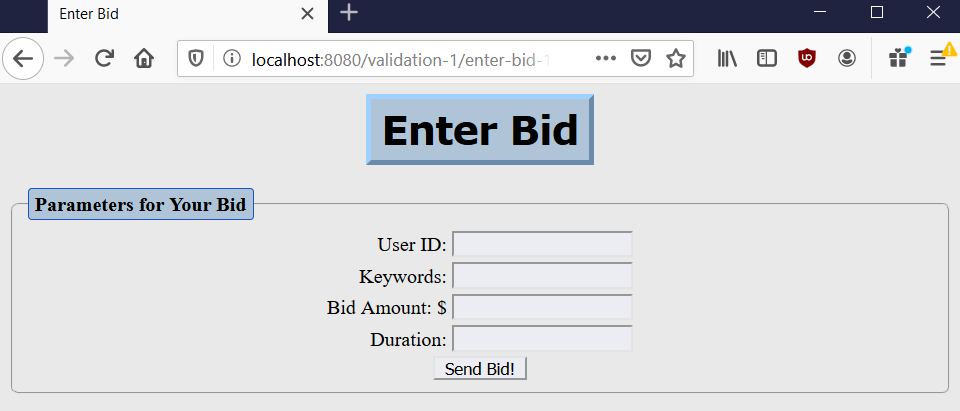 Enter Bid
localhost:8080/validation-1/enter-bid-1
Enter Bid
Parameters for Your Bid
User ID:
Keywords:
Bid Amount: $
Duration:
Send Bid!